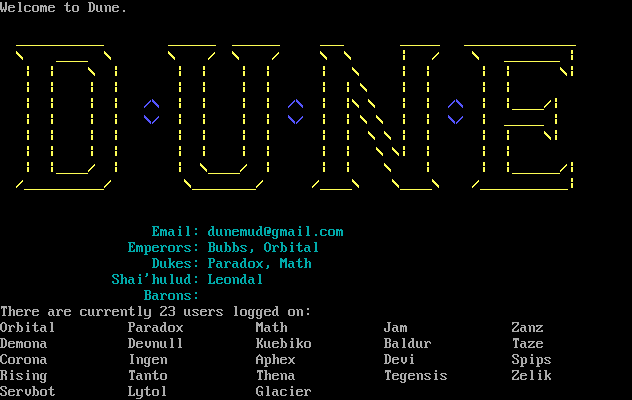 Welcome to Dune.
D U N E
Email: dunemud@gmail.com
Emperors: Bubbs, Orbital
Dukes: Paradox, Math
Shai'hulud: Leondal
Barons:
There are currently 23 users logged on:
Orbital Paradox Math Jam Zanz
Demona Devnull Kuebiko Baldur Taze
Corona Ingen Aphex Devi Spips
Rising Tanto Thena Tegensis Zelik
Servbot Lytol Glacier